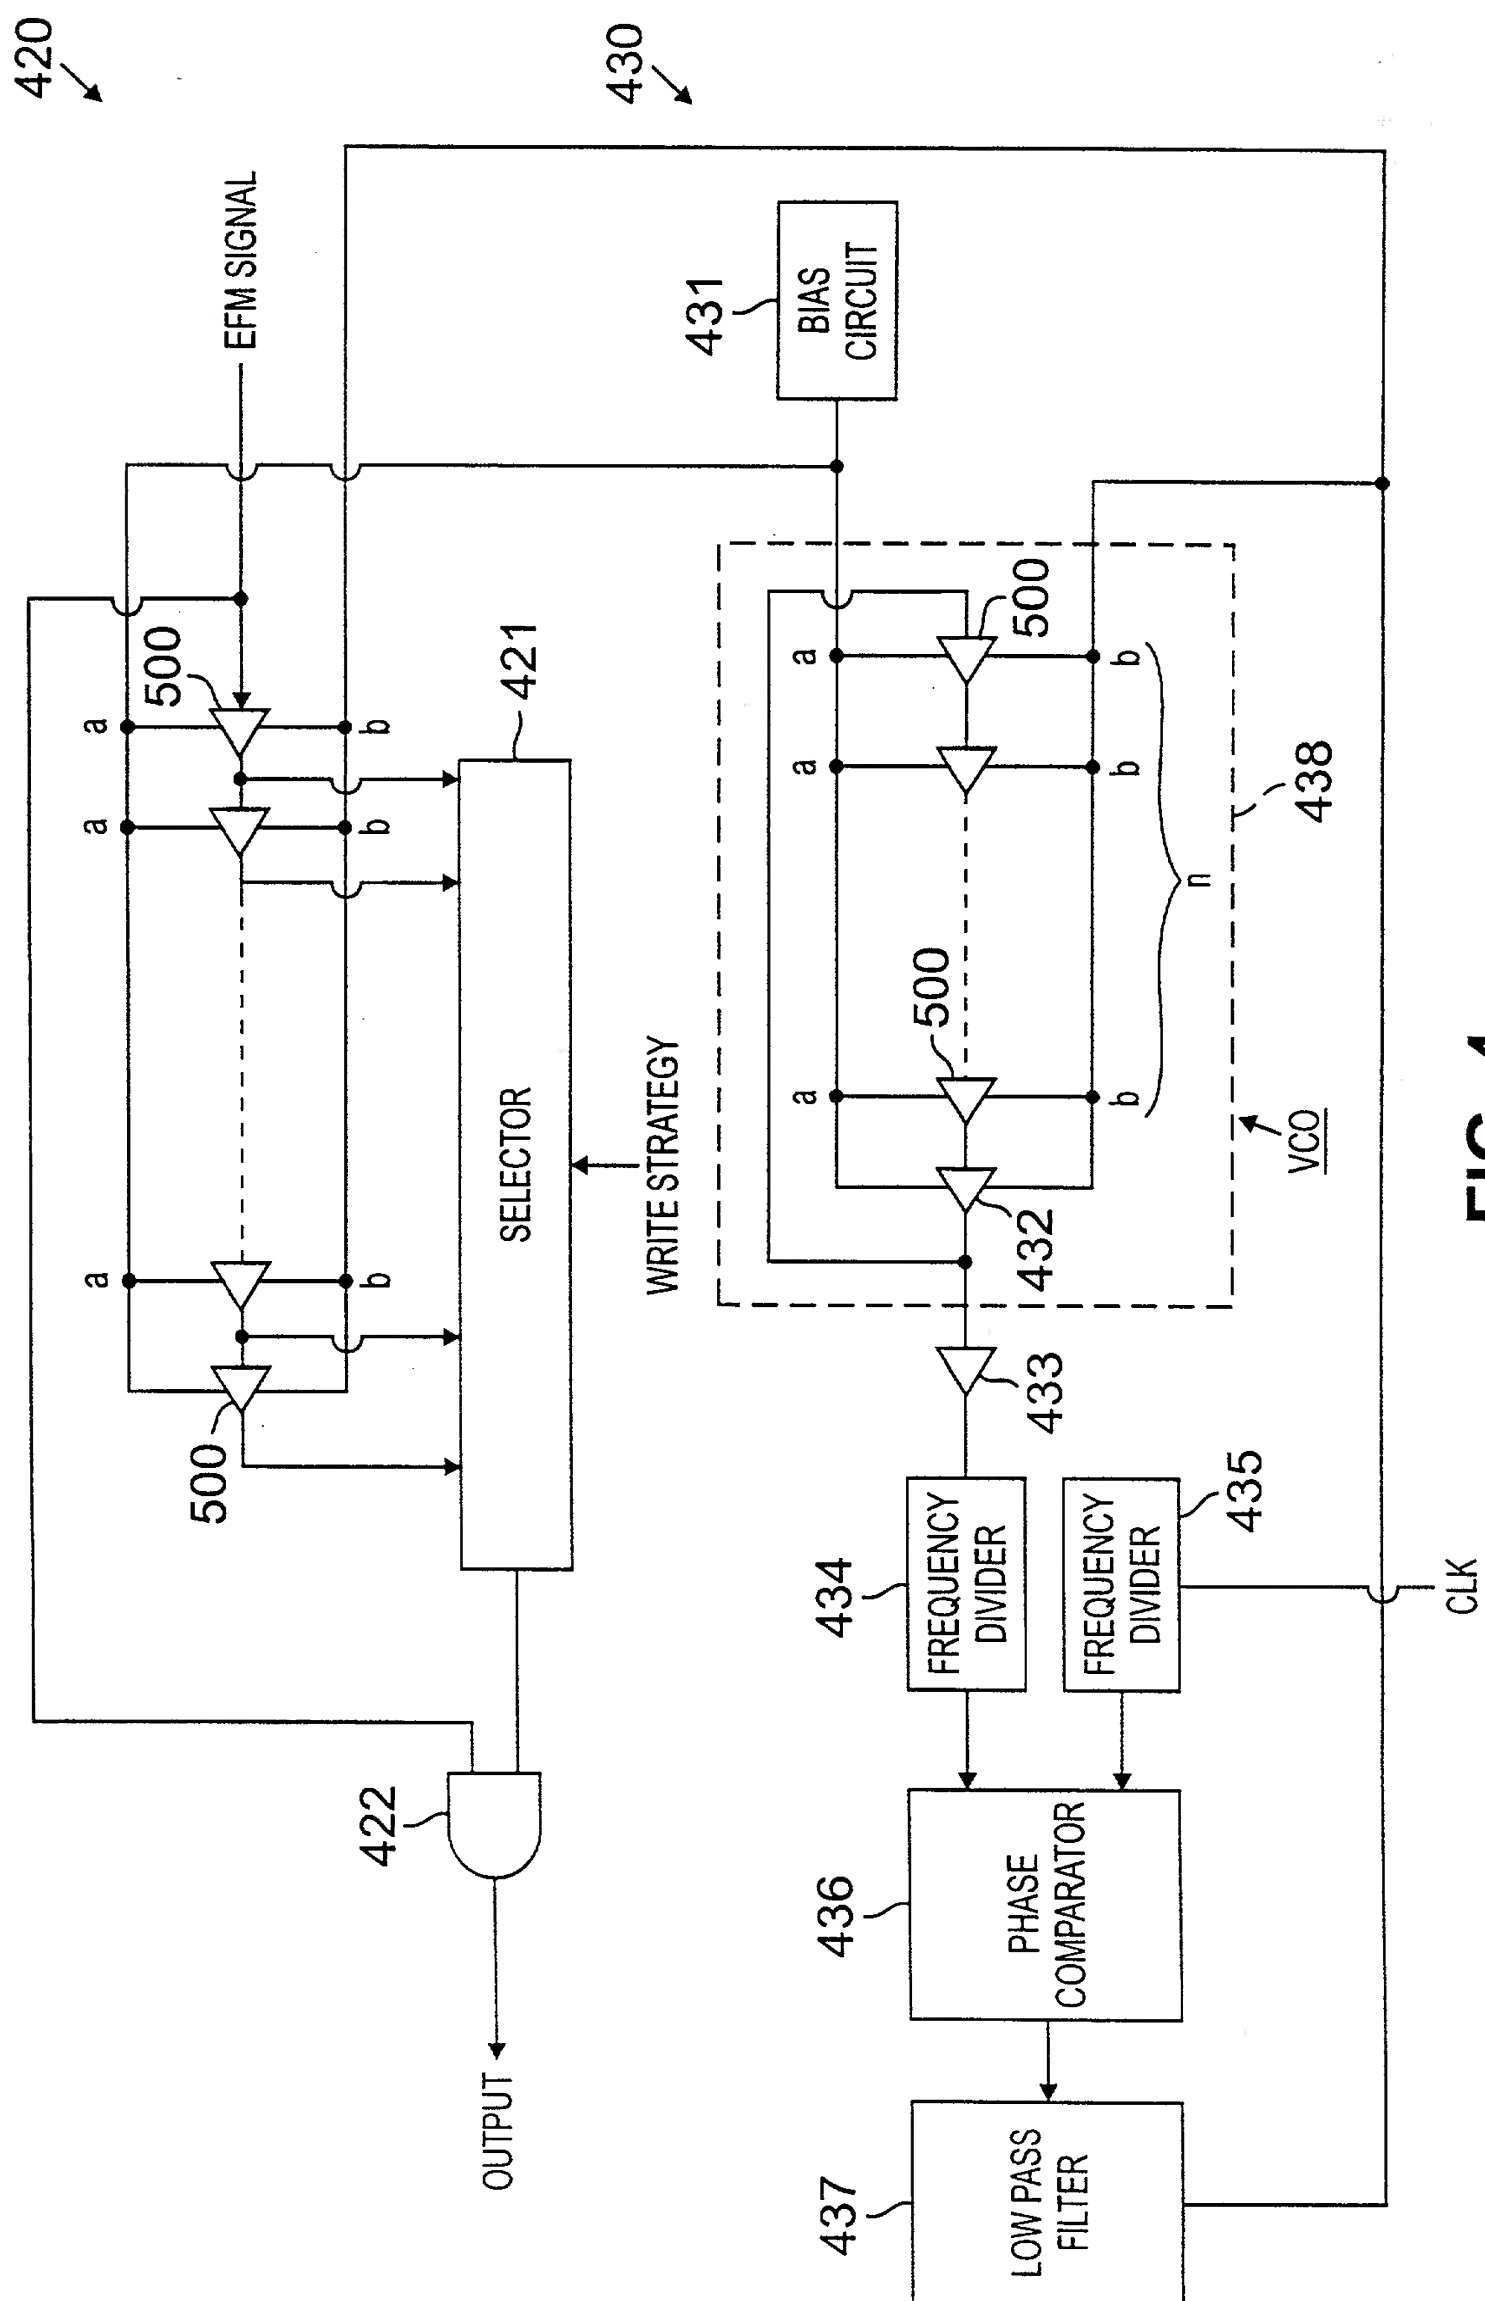 420
a
a
a
500
500
EFM SIGNAL
b
b
b
422
OUTPUT
SELECTOR
421
430
WRITE STRATEGY
431
BIAS
CIRCUIT
a
a
a
437
436
434
500
500
432
433
FREQUENCY
DIVIDER
LOW PASS
FILTER
PHASE
COMPARATOR
FREQUENCY
DIVIDER
435
b
b
b
n
438
VCO
CLK